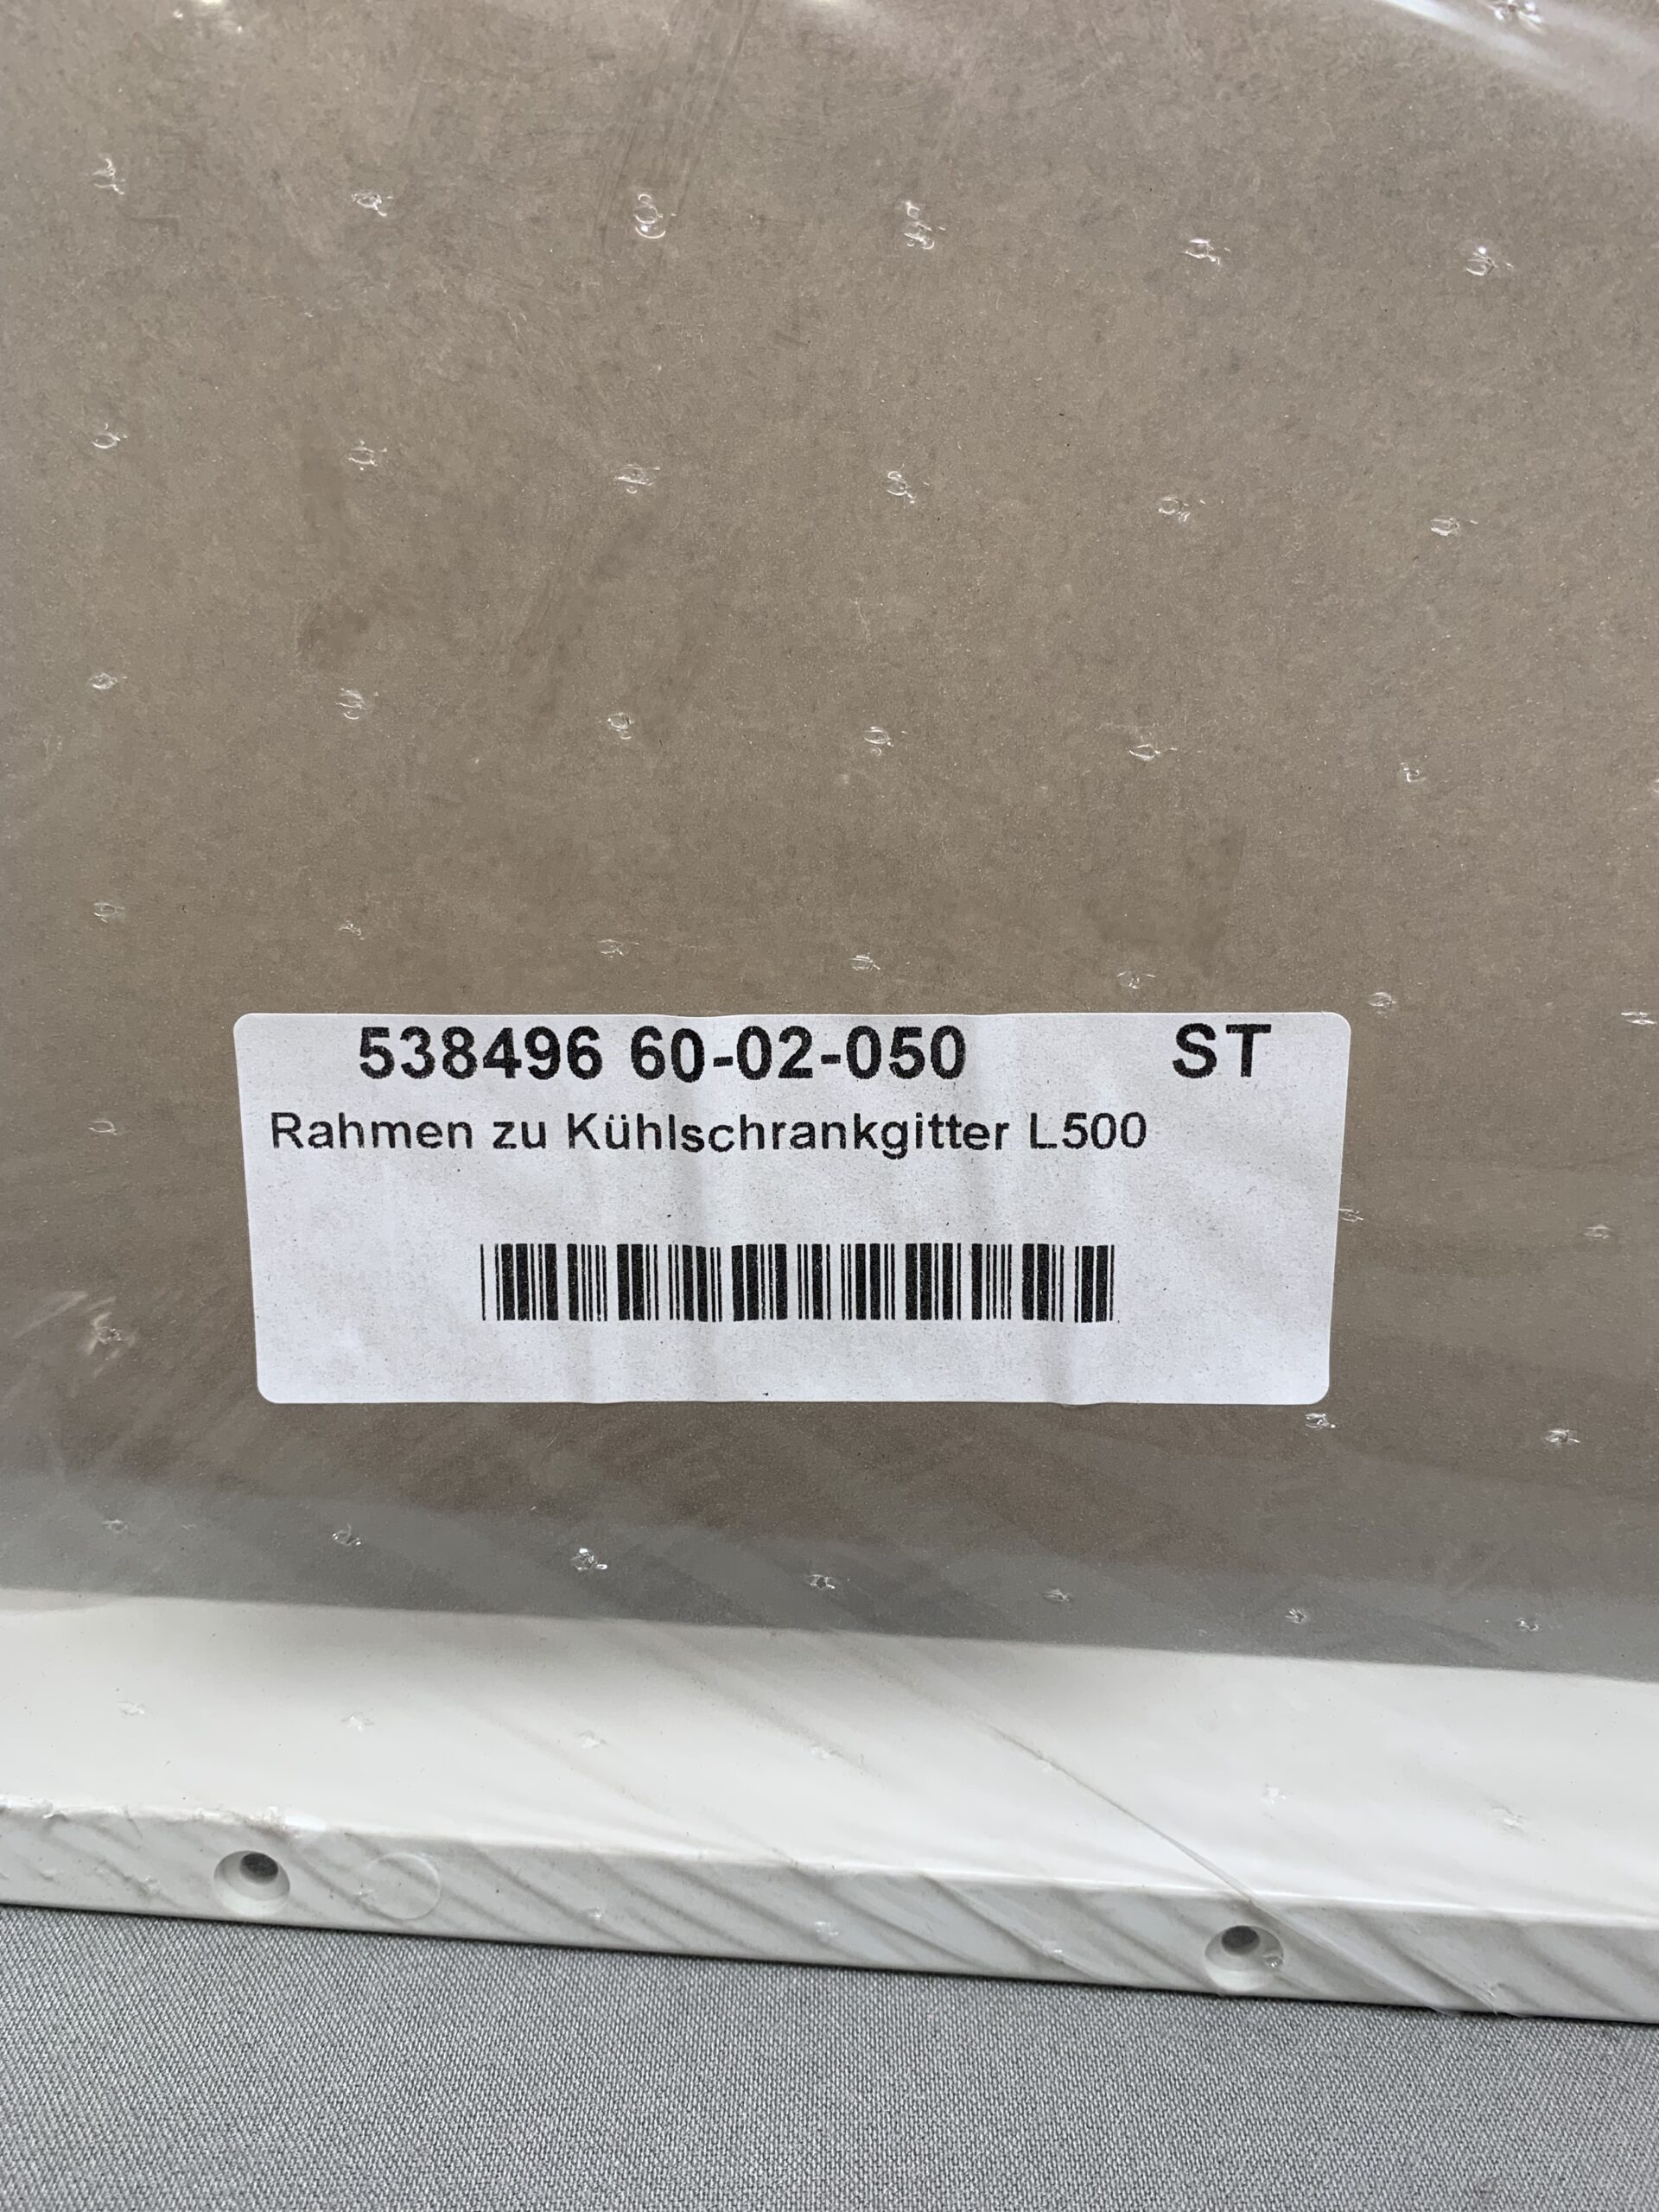 538496 60-02-050 ST
Rahmen zu Kühlschrankgitter L500